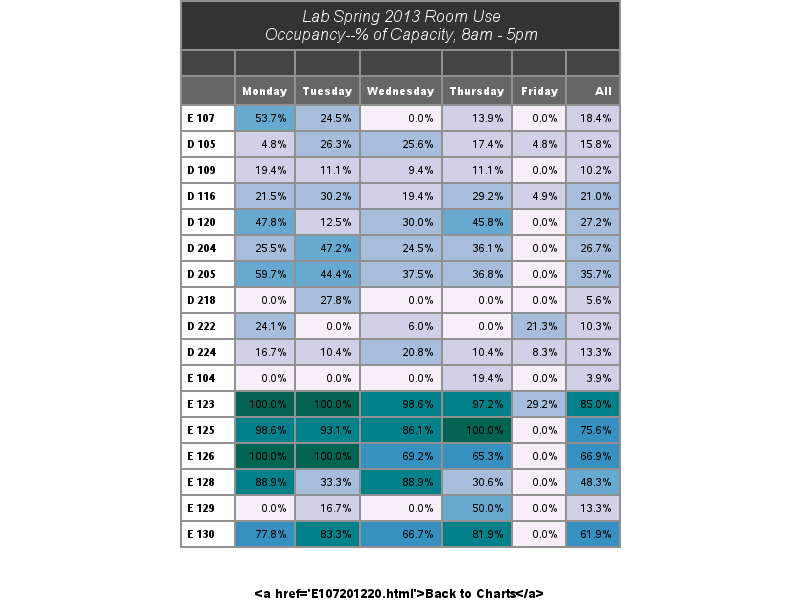 Lab Spring 2013 Room Use
Occupancy--% of Capacity, 8am - 5pm
Monday Tuesday Wednesday Thursday Friday All
E 107 53.7% 24.5% 0.0% 13.9% 0.0% 18.4%
D 105 4.8% 26.3% 25.6% 17.4% 4.8% 15.8%
D 109 19.4% 11.1% 9.4% 11.1% 0.0% 10.2%
D 116 21.5% 30.2% 19.4% 29.2% 4.9% 21.0%
D 120 47.8% 12.5% 30.0% 45.8% 0.0% 27.2%
D 204 25.5% 47.2% 24.5% 36.1% 0.0% 26.7%
D 205 59.7% 44.4% 37.5% 36.8% 0.0% 35.7%
D 218 0.0% 27.8% 0.0% 0.0% 0.0% 5.6%
D 222 24.1% 0.0% 6.0% 0.0% 21.3% 10.3%
D 224 16.7% 10.4% 20.8% 10.4% 8.3% 13.3%
E 104 0.0% 0.0% 0.0% 19.4% 0.0% 3.9%
E 123 100.0% 100.0% 98.6% 97.2% 29.2% 85.0%
E 125 98.6% 93.1% 86.1% 100.0% 0.0% 75.6%
E 126 100.0% 100.0% 69.2% 65.3% 0.0% 66.9%
E 128 88.9% 33.3% 88.9% 30.6% 0.0% 48.3%
E 129 0.0% 16.7% 0.0% 50.0% 0.0% 13.3%
E 130 77.8% 83.3% 66.7% 81.9% 0.0% 61.9%
<a href='E107201220.html'>Back to Charts</a>